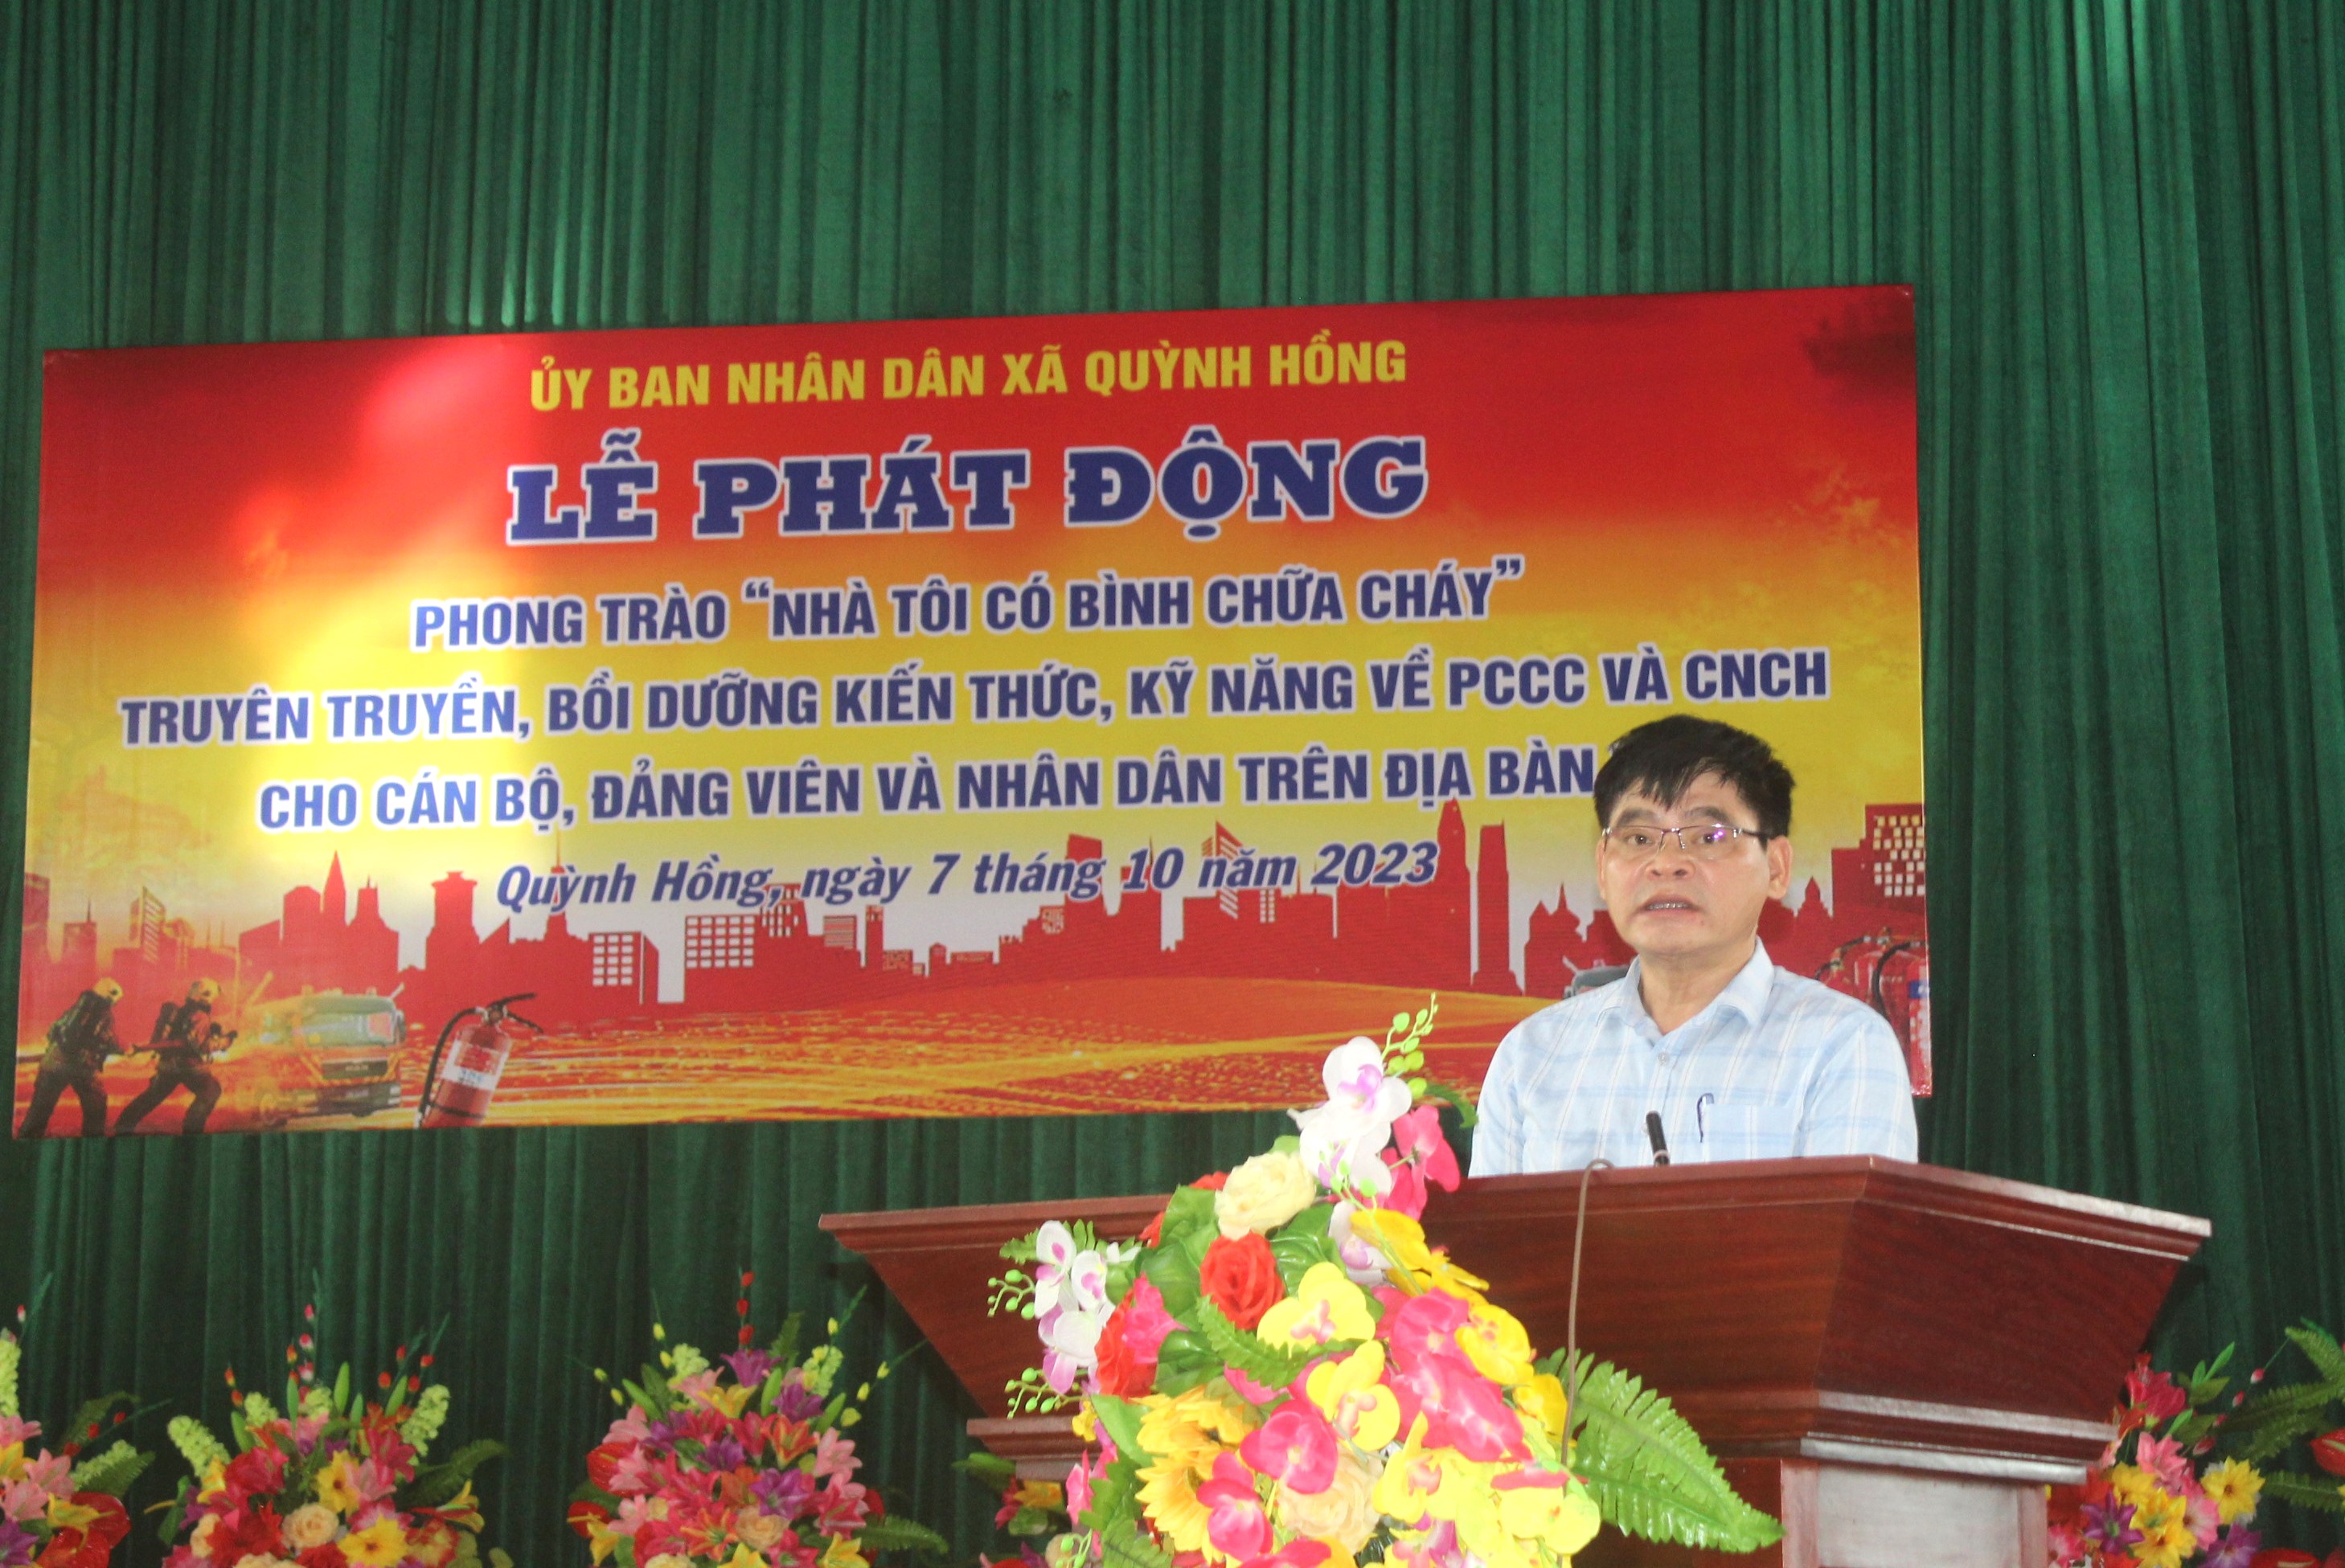 ỦY BAN NHÂN DÂN XÃ QUỲNH HỒNG
LỄ PHÁT ĐỘNG
PHONG TRÀO “NHÀ TÔI CÓ BÌNH CHỮA CHÁY”
TRUYÊN TRUYỀN, BỒI DƯỠNG KIẾN THỨC, KỸ NĂNG VỀ PCCC VÀ CNCH
CHO CÁN BỘ, ĐẢNG VIÊN VÀ NHÂN DÂN TRÊN ĐỊA BÀN
Quỳnh Hồng, ngày 7 tháng 10 năm 2023